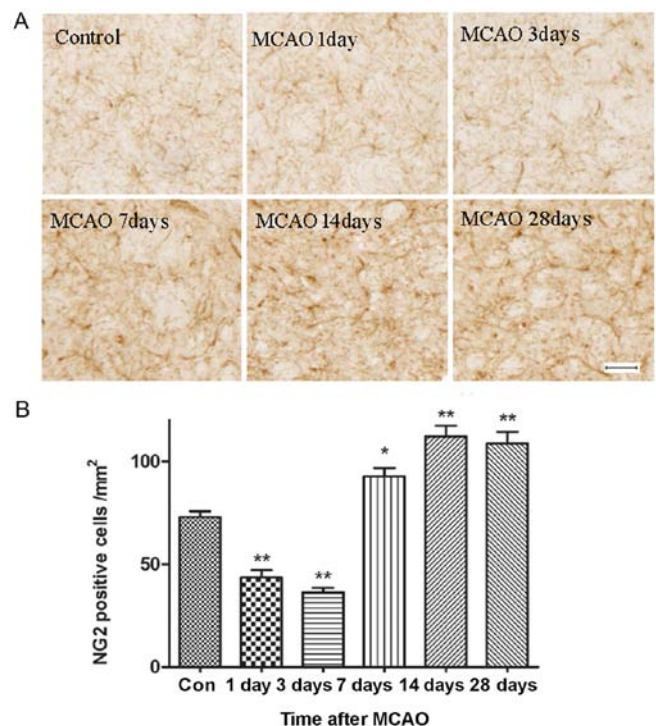 A
Control
MCAO 1day
MCAO 3days
MCAO 7days
MCAO 14days
MCAO 28days
B
NG2 positive cells /mm²
100
50
0
**
**
*
**
**
Con 1 day 3 days 7 days 14 days 28 days
Time after MCAO